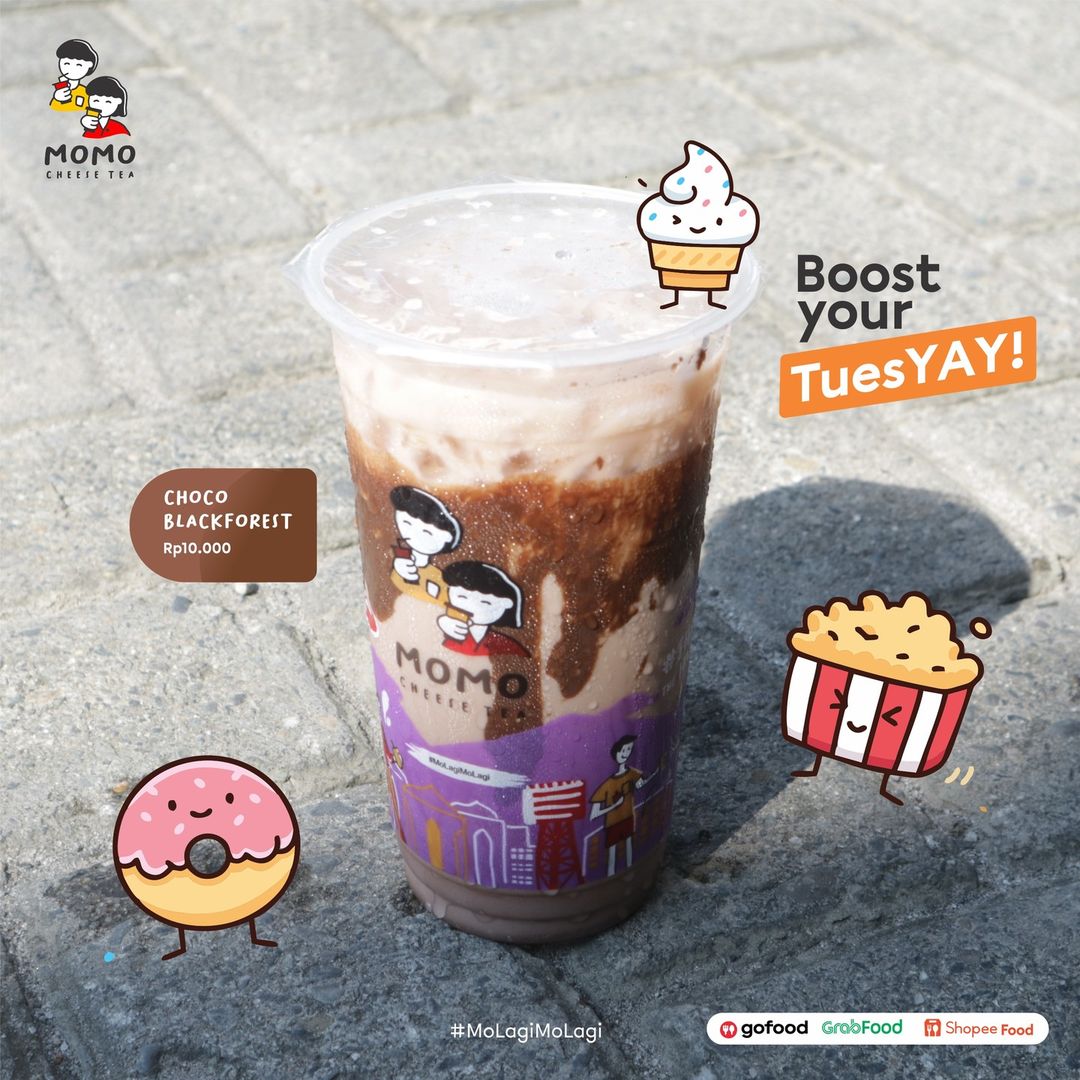 MOMO
CHEESE TEA
Boost
your
TuesYAY!
CHOCO
BLACKFOREST
Rp10.000
MOMO
CHEESE TEA
#MoLagiMoLagi
#MoLagiMoLagi
gofood GrabFood Shopee Food